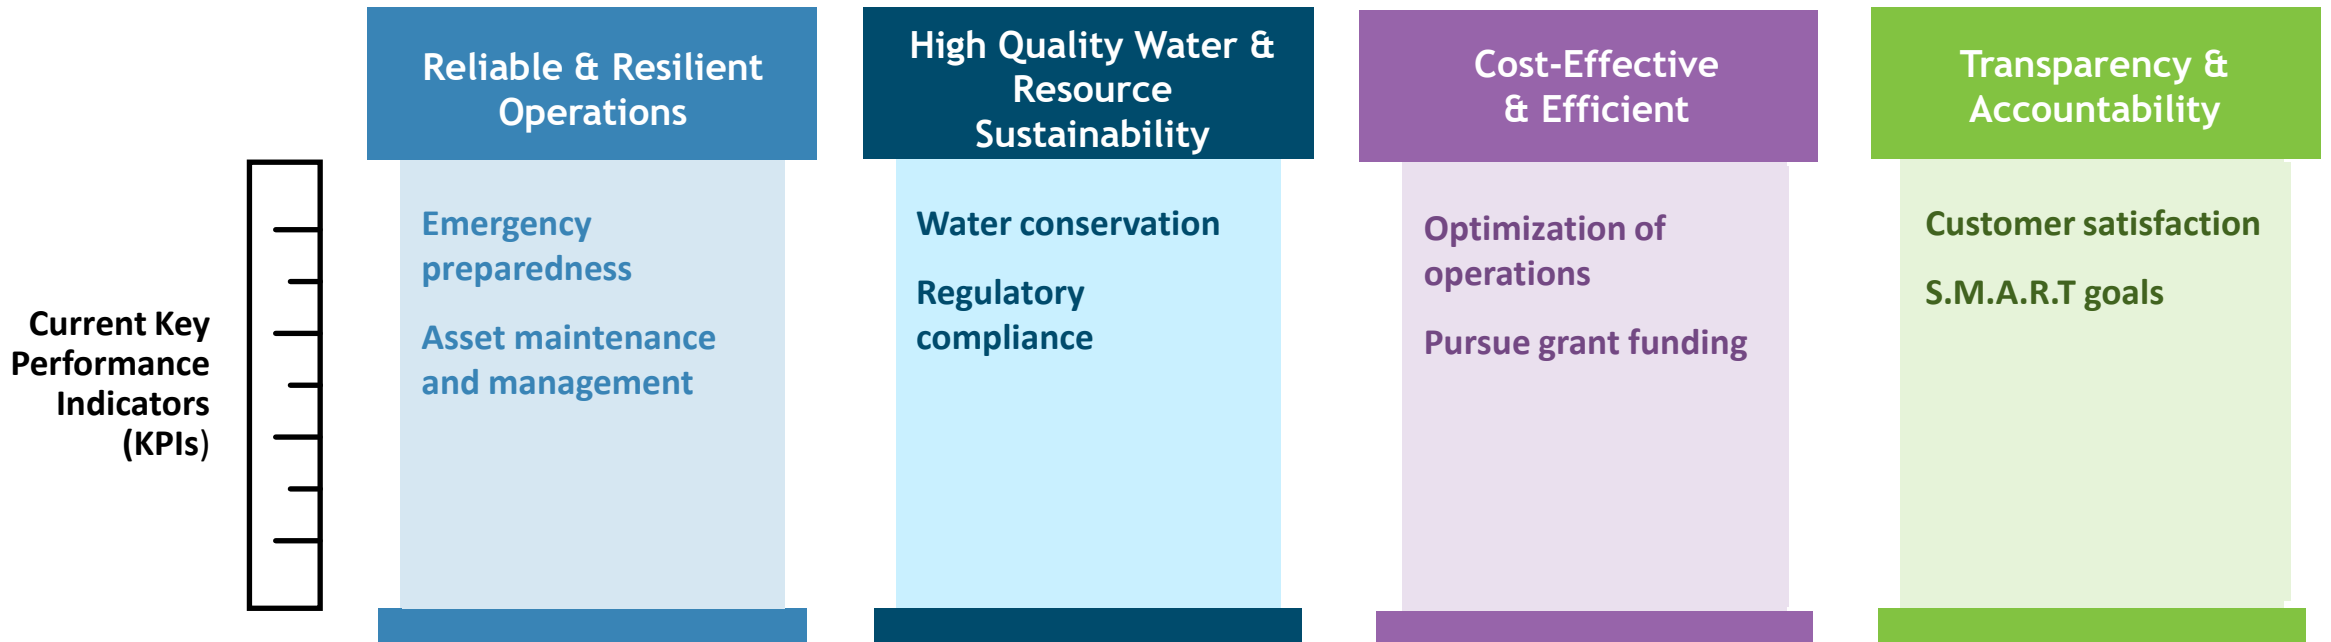 Current Key
Performance
Indicators
(KPIs)
Reliable & Resilient
Operations
Emergency
preparedness
Asset maintenance
and management
High Quality Water &
Resource
Sustainability
Water conservation
Regulatory
compliance
Cost-Effective
& Efficient
Optimization of
operations
Pursue grant funding
Transparency &
Accountability
Customer satisfaction
S.M.A.R.T goals